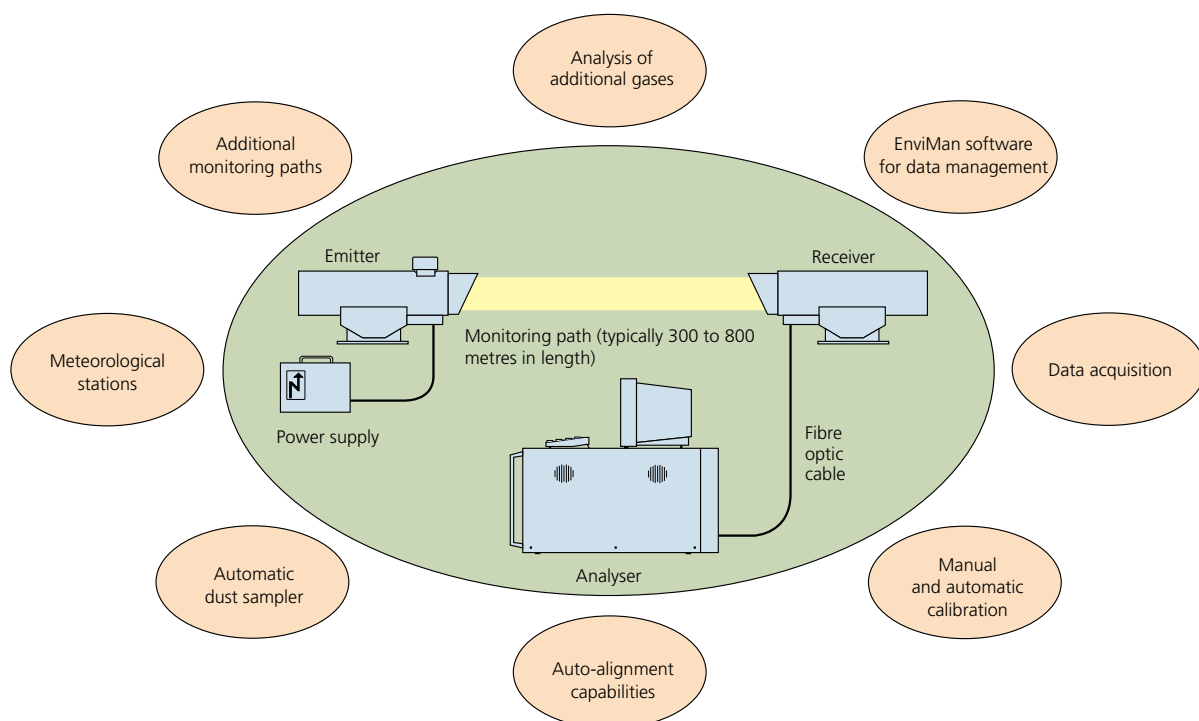 Analysis of
additional gases
Additional
monitoring paths
EnviMan software
for data management
Emitter
Receiver
Monitoring path (typically 300 to 800
metres in length)
Meteorological
stations
Data acquisition
Power supply
Fibre
optic
cable
Analyser
Automatic
dust sampler
Manual
and automatic
calibration
Auto-alignment
capabilities